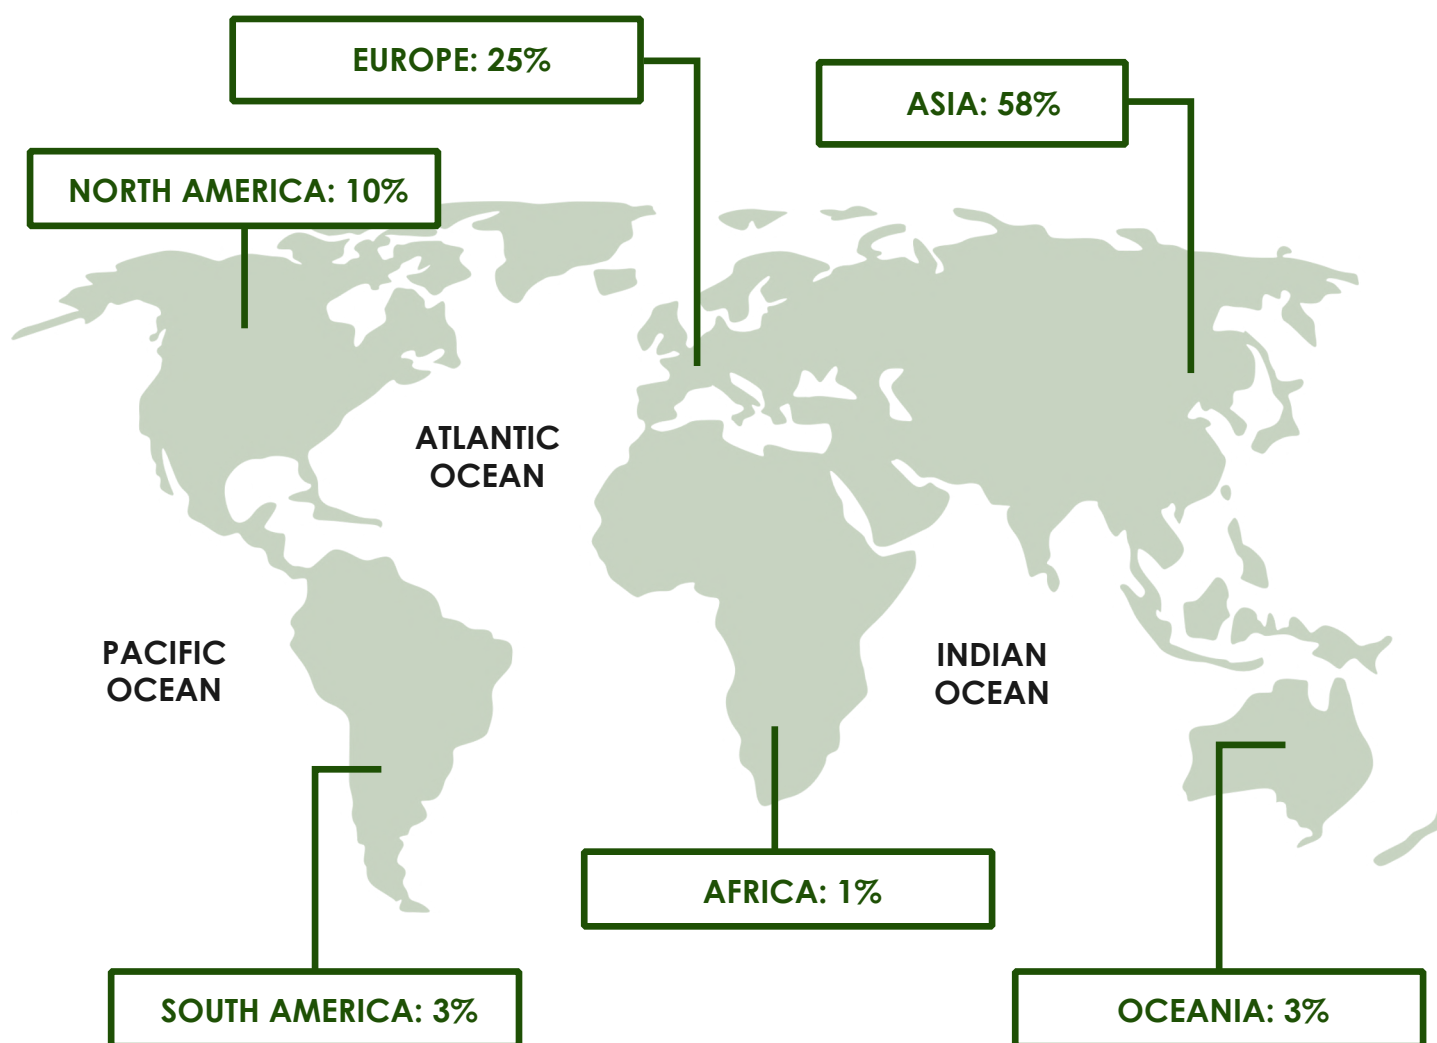 EUROPE: 25%
ASIA: 58%
NORTH AMERICA: 10%
ATLANTIC
OCEAN
PACIFIC
OCEAN
INDIAN
OCEAN
AFRICA: 1%
SOUTH AMERICA: 3%
OCEANIA: 3%